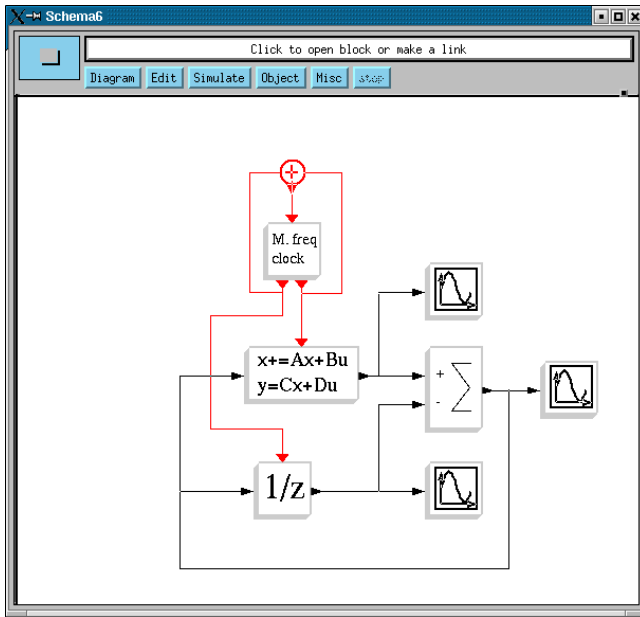 Schema6
Click to open block or make a link
Diagram Edit Simulate Object Misc stop
M. freq
clock
x+=Ax+Bu
y=Cx+Du
+
-
∑
1/z